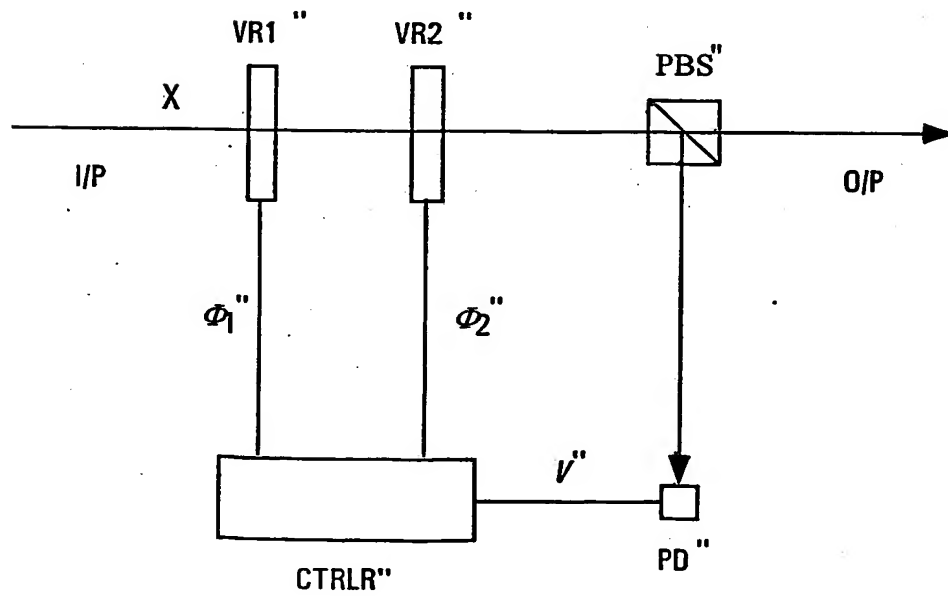 VR1" VR2" PBS"
X
I/P O/P
Φ1" Φ2"
V"
PD"
CTRLR"